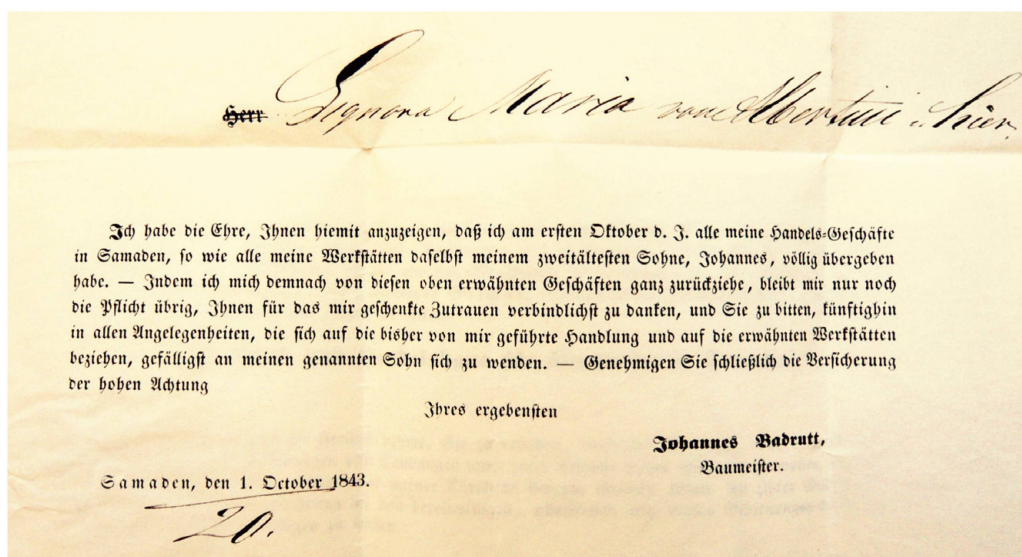 Herr Signora Maria von Albertini. hier.
Ich habe die Ehre, Ihnen hiemit anzuzeigen, daß ich am ersten Oktober d. J. alle meine Handels-Geschäfte
in Samaden, so wie alle meine Werkstätten daselbst meinem zweitältesten Sohne, Johannes, völlig übergeben
habe. — Indem ich mich demnach von diesen oben erwähnten Geschäften ganz zurückziehe, bleibt mir nur noch
die Pflicht übrig, Ihnen für das mir geschenkte Zutrauen verbindlichst zu danken, und Sie zu bitten, künftighin
in allen Angelegenheiten, die sich auf die bisher von mir geführte Handlung und auf die erwähnten Werkstätten
beziehen, gefälligst an meinen genannten Sohn sich zu wenden. — Genehmigen Sie schließlich die Versicherung
der hohen Achtung
Ihres ergebensten
Johannes Badrutt,
Baumeister.
Samaden, den 1. October 1843.
20.